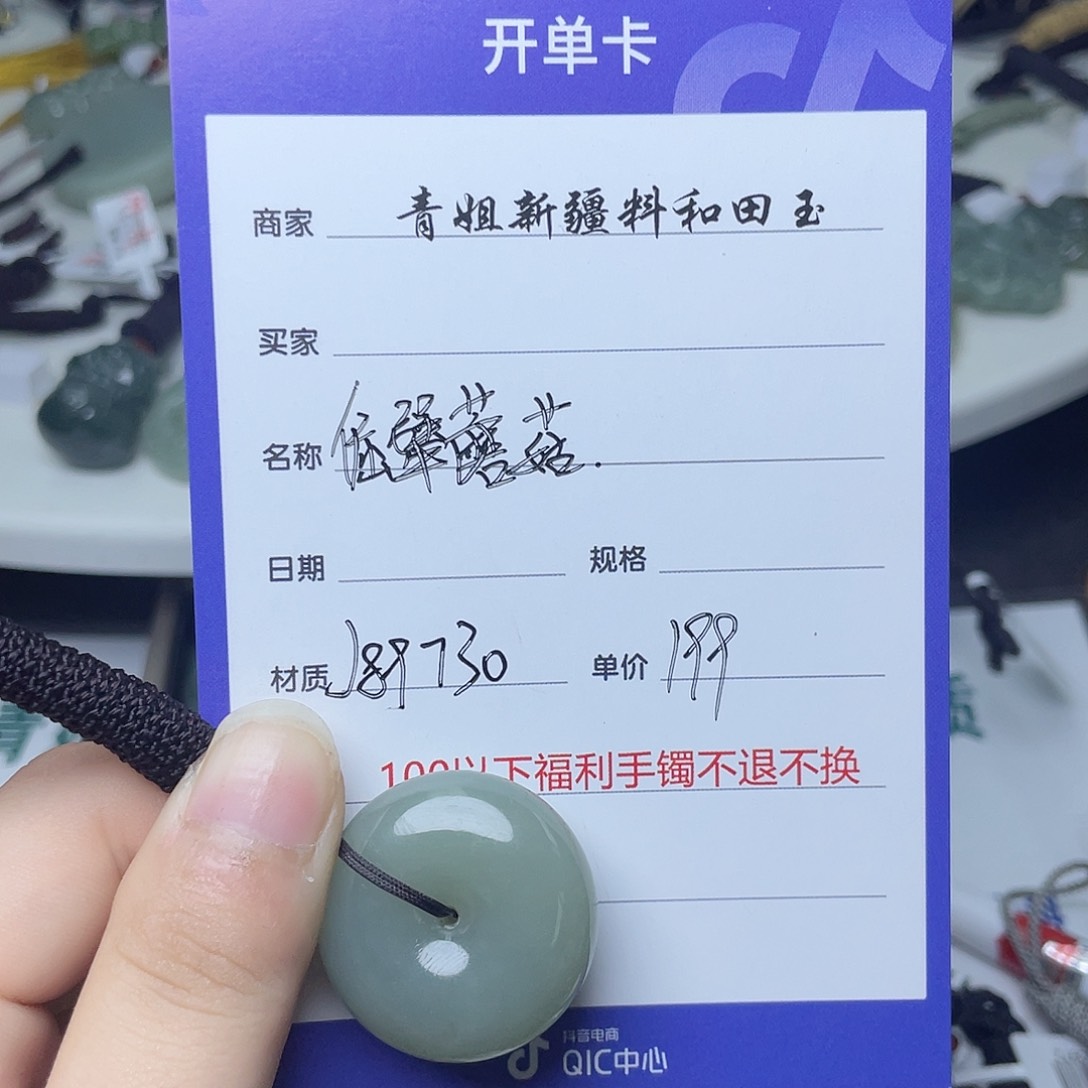 开单卡
商家 青姐新疆料和田玉
买家
名称 蘑菇.
日期 规格
材质 J89730 单价 199
100以下福利手镯不退不换
抖音电商
QIC中心